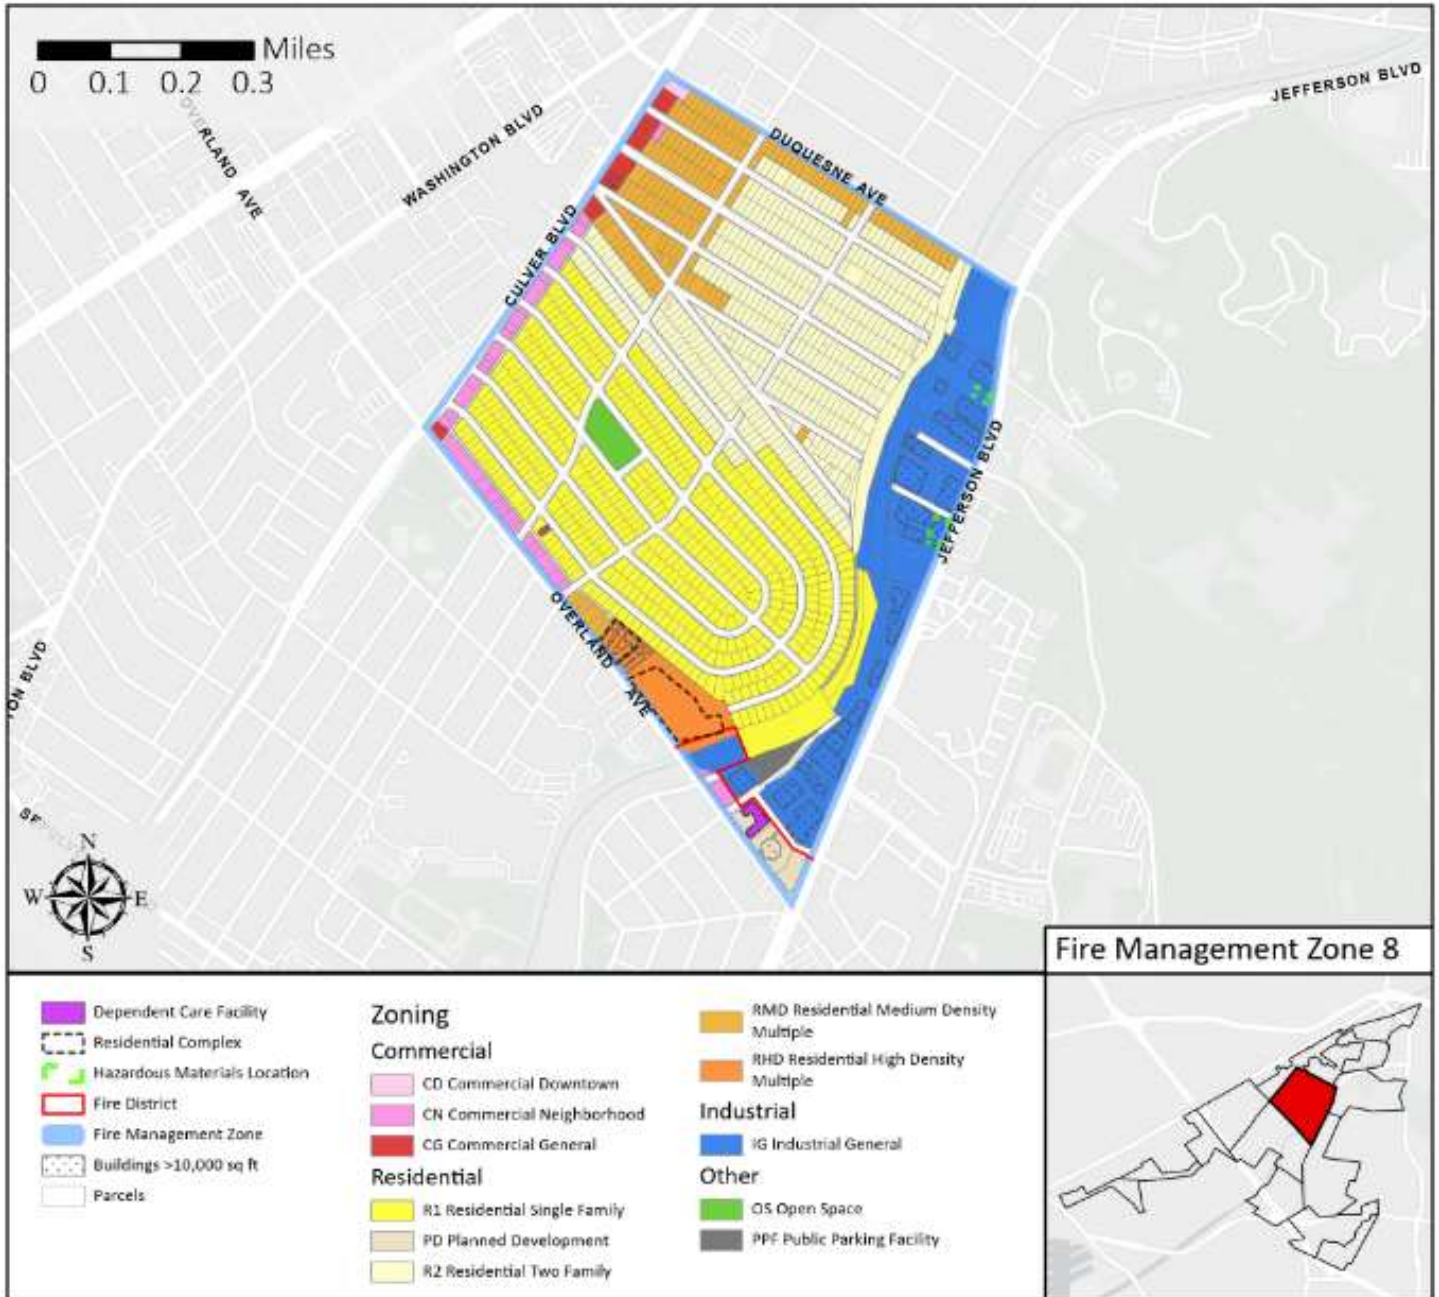 Miles
0 0.1 0.2 0.3
OVERLAND AVE
WASHINGTON BLVD
JEFFERSON BLVD
DUQUESNE AVE
CULVER BLVD
JEFFERSON BLVD
OVERLAND AVE
TON BLVD
N
W E
S
Fire Management Zone 8
Dependent Care Facility
Residential Complex
Hazardous Materials Location
Fire District
Fire Management Zone
Buildings >10,000 sq ft
Parcels
Zoning
Commercial
CD Commercial Downtown
CN Commercial Neighborhood
CG Commercial General
Residential
R1 Residential Single Family
PD Planned Development
R2 Residential Two Family
RMD Residential Medium Density
Multiple
RHD Residential High Density
Multiple
Industrial
IG Industrial General
Other
OS Open Space
PPF Public Parking Facility